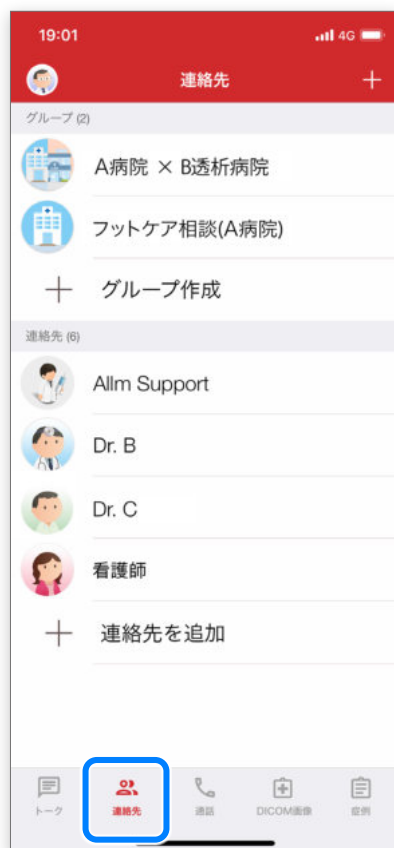 19:01
4G
連絡先
グループ (2)
A病院 × B透析病院
フットケア相談(A病院)
グループ作成
連絡先 (6)
Allm Support
Dr. B
Dr. C
看護師
連絡先を追加
トーク 連絡先 通話 DICOM画像 症例